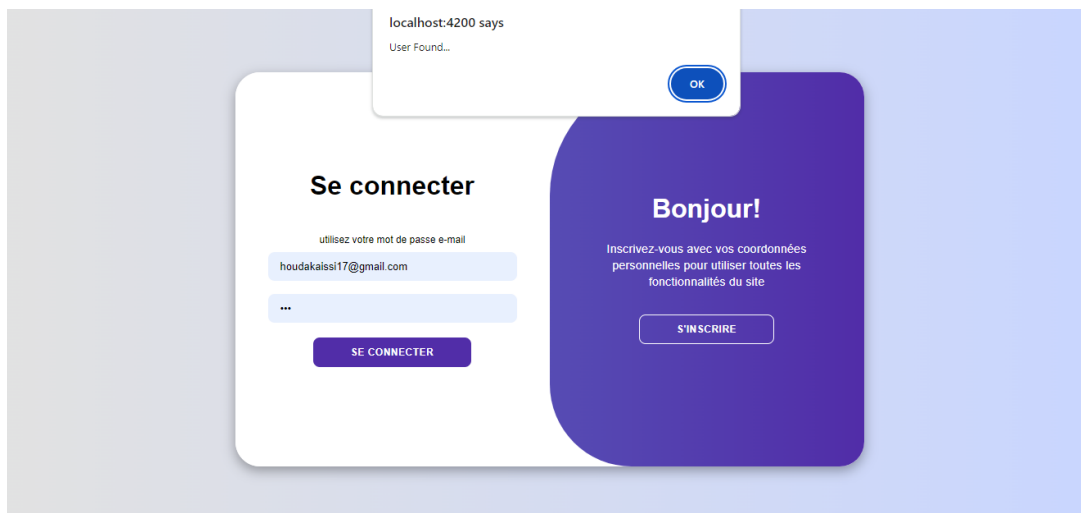 localhost:4200 says
User Found...
OK
Se connecter
utilisez votre mot de passe e-mail
houdakaissi17@gmail.com
•••
SE CONNECTER
Bonjour!
Inscrivez-vous avec vos coordonnées
personnelles pour utiliser toutes les
fonctionnalités du site
S'INSCRIRE